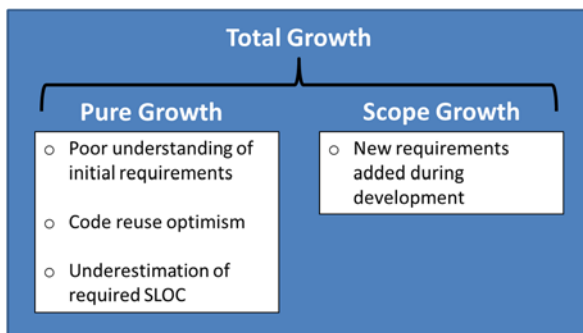 Total Growth
Pure Growth
○ Poor understanding of
initial requirements
○ Code reuse optimism
○ Underestimation of
required SLOC
Scope Growth
○ New requirements
added during
development